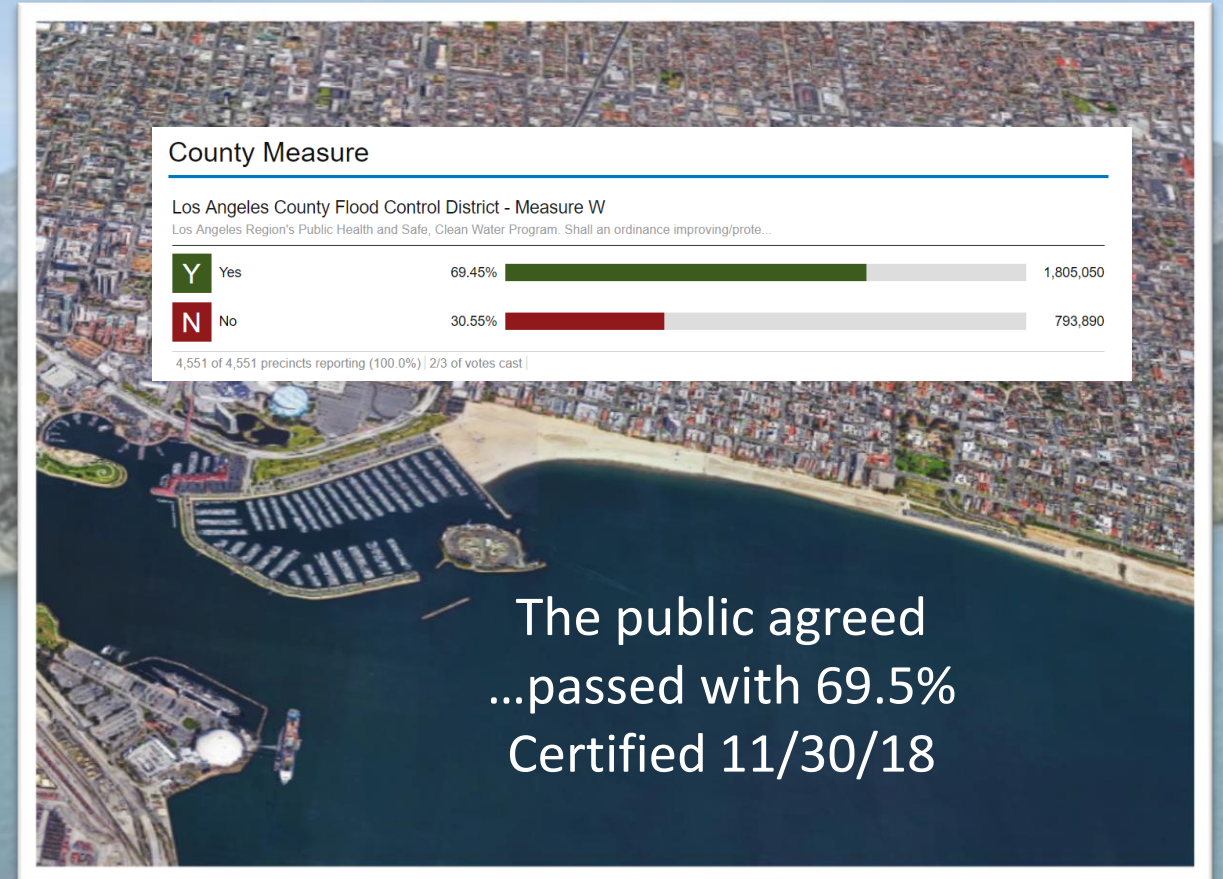 County Measure
Los Angeles County Flood Control District - Measure W
Los Angeles Region's Public Health and Safe, Clean Water Program. Shall an ordinance improving/prote...
Y Yes 69.45% 1,805,050
N No 30.55% 793,890
4,551 of 4,551 precincts reporting (100.0%) 2/3 of votes cast
The public agreed
...passed with 69.5%
Certified 11/30/18